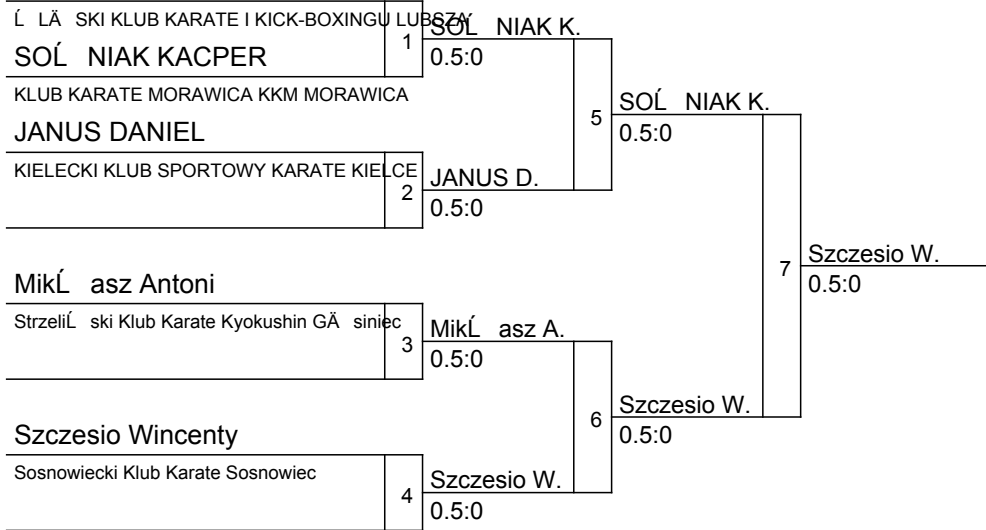 Ĺ LÄ SKI KLUB KARATE I KICK-BOXINGU LUBSZA
1
SOĹ NIAK K.
0.5:0
SOĹ NIAK KACPER
KLUB KARATE MORAWICA KKM MORAWICA
5
SOĹ NIAK K.
0.5:0
JANUS DANIEL
KIELECKI KLUB SPORTOWY KARATE KIELCE
2
JANUS D.
0.5:0
7
Szczesio W.
0.5:0
MikĹ asz Antoni
StrzeliĹ ski Klub Karate Kyokushin GÄ siniec
3
MikĹ asz A.
0.5:0
6
Szczesio W.
0.5:0
Szczesio Wincenty
Sosnowiecki Klub Karate Sosnowiec
4
Szczesio W.
0.5:0